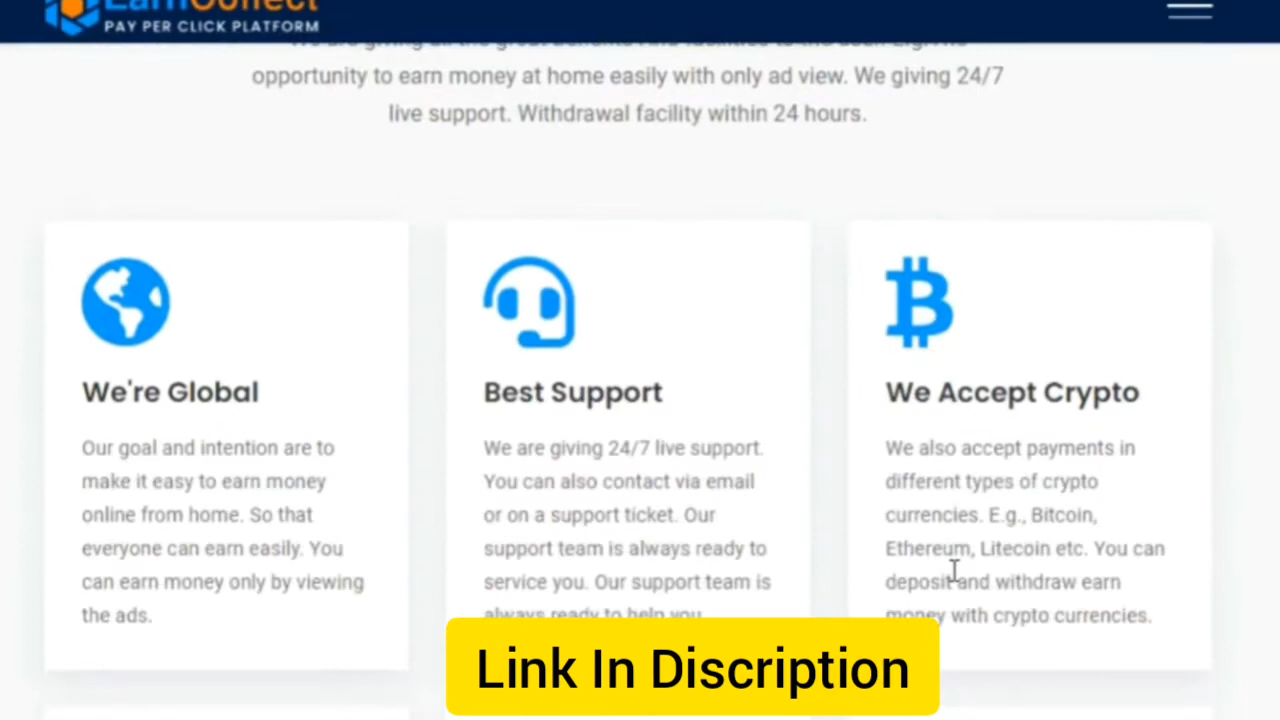 EarnCollect
PAY PER CLICK PLATFORM
opportunity to earn money at home easily with only ad view. We giving 24/7
live support. Withdrawal facility within 24 hours.
We're Global
Our goal and intention are to
make it easy to earn money
online from home. So that
everyone can earn easily. You
can earn money only by viewing
the ads.
Best Support
We are giving 24/7 live support.
You can also contact via email
or on a support ticket. Our
support team is always ready to
service you. Our support team is
always ready to help you
We Accept Crypto
We also accept payments in
different types of crypto
currencies. E.g., Bitcoin,
Ethereum, Litecoin etc. You can
deposit and withdraw earn
money with crypto currencies.
Link In Discription